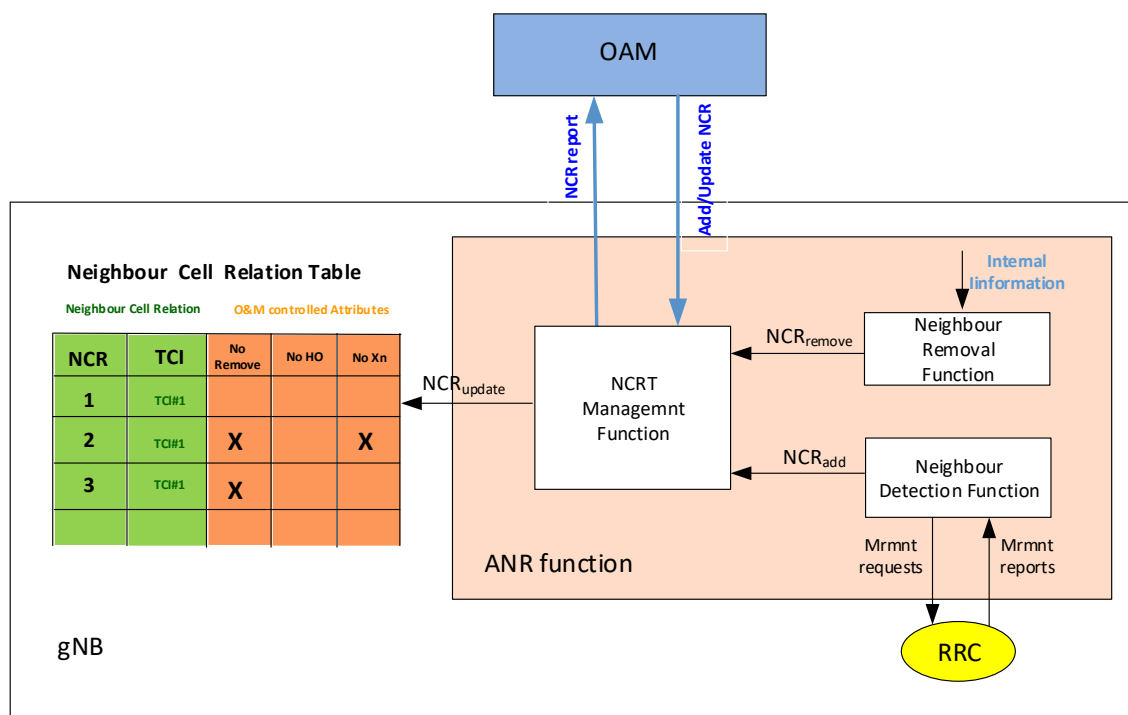 OAM
NCR report
Add/Update NCR
Neighbour Cell Relation Table
Neighbour Cell Relation
O&M controlled Attributes
NCR TCI No Remove No HO No Xn
1 TCI#1
2 TCI#1 X X
3 TCI#1 X
NCRupdate
NCRT
Managemnt
Function
NCRremove
NCRadd
Internal
Iinformation
Neighbour
Removal
Function
Neighbour
Detection Function
Mrmnt
requests
Mrmnt
reports
ANR function
RRC
gNB